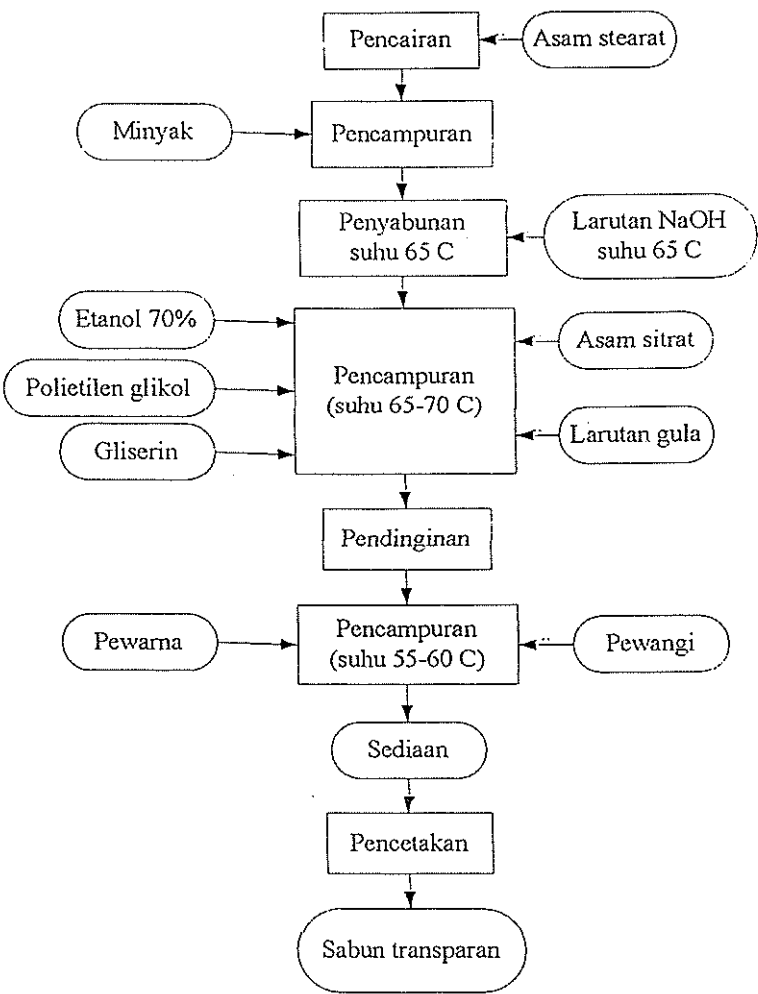 Pencairan
Asam stearat
Minyak
Pencampuran
Penyabunan
suhu 65 C
Larutan NaOH
suhu 65 C
Etanol 70%
Asam sitrat
Polietilen glikol
Pencampuran
(suhu 65-70 C)
Gliserin
Larutan gula
Pendinginan
Pewarna
Pencampuran
(suhu 55-60 C)
Pewangi
Sediaan
Pencetakan
Sabun transparan